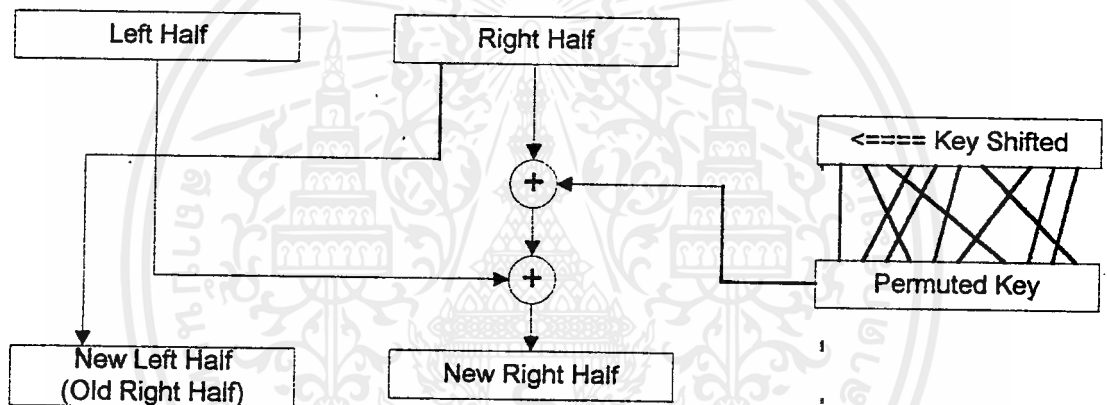 Left Half
Right Half
<==== Key Shifted
+
+
Permuted Key
New Left Half
(Old Right Half)
New Right Half